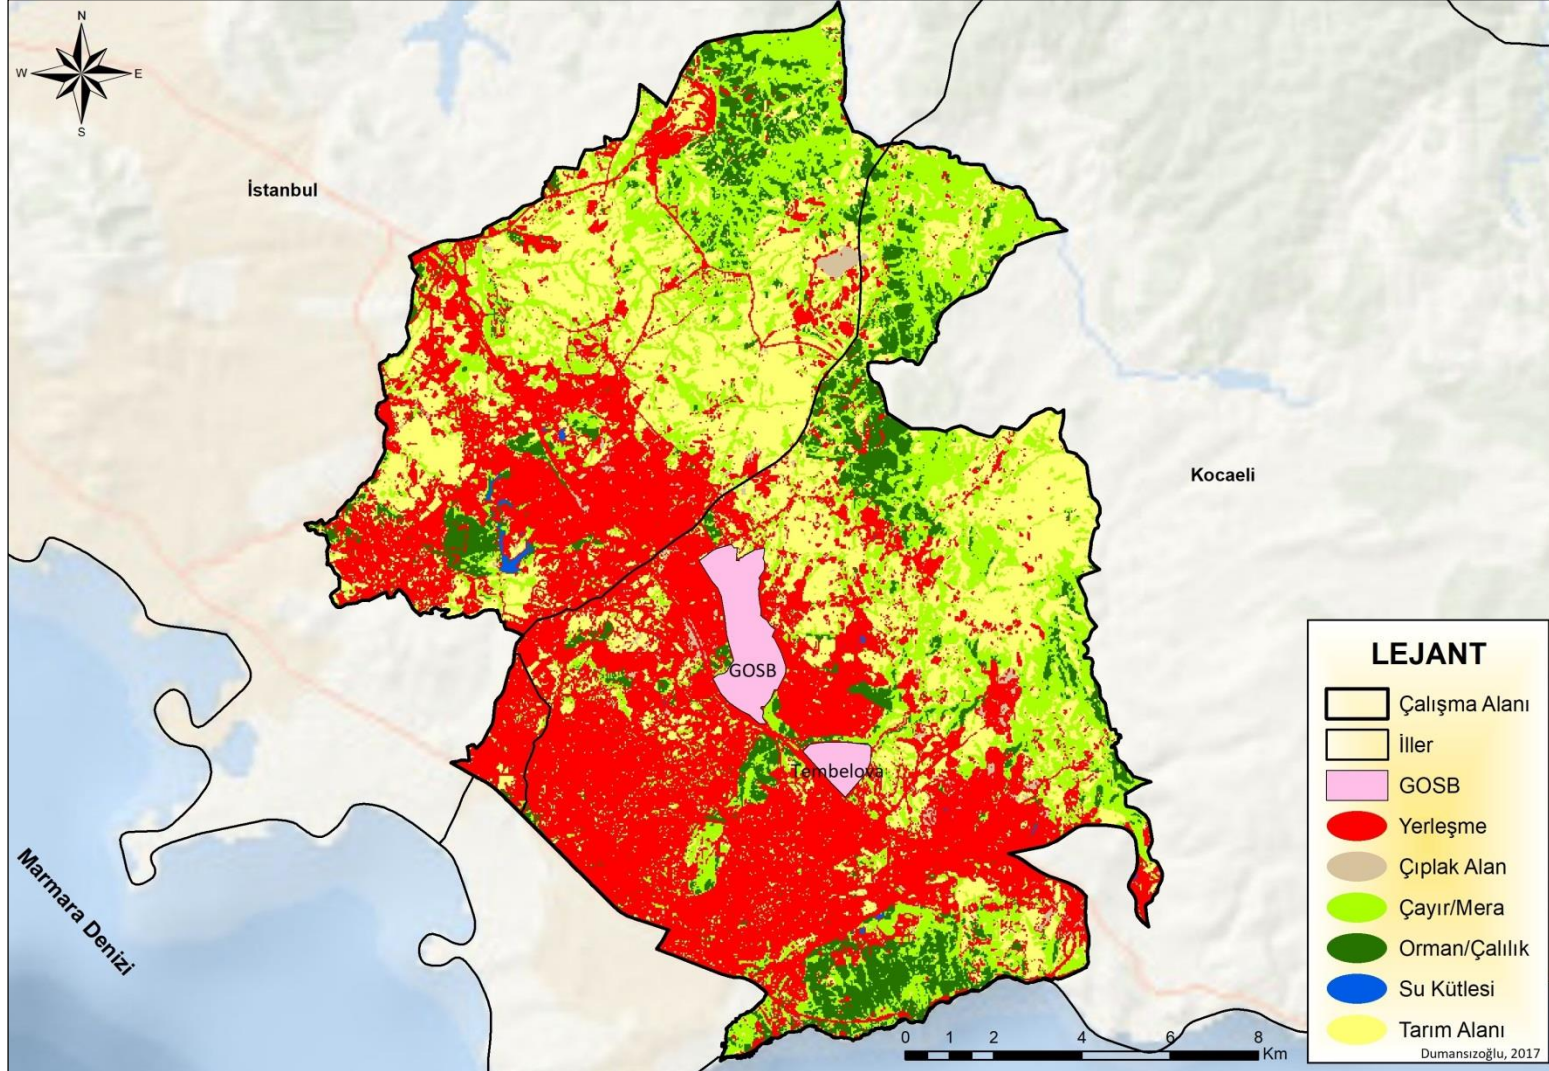 N
W
E
S
İstanbul
Kocaeli
GOSB
Tembelova
Marmara Denizi
LEJANT
Çalışma Alanı
İller
GOSB
Yerleşme
Çıplak Alan
Çayır/Mera
Orman/Çalılık
Su Kütlesi
Tarım Alanı
Dumansızoğlu, 2017
0 1 2 4 6 8
Km